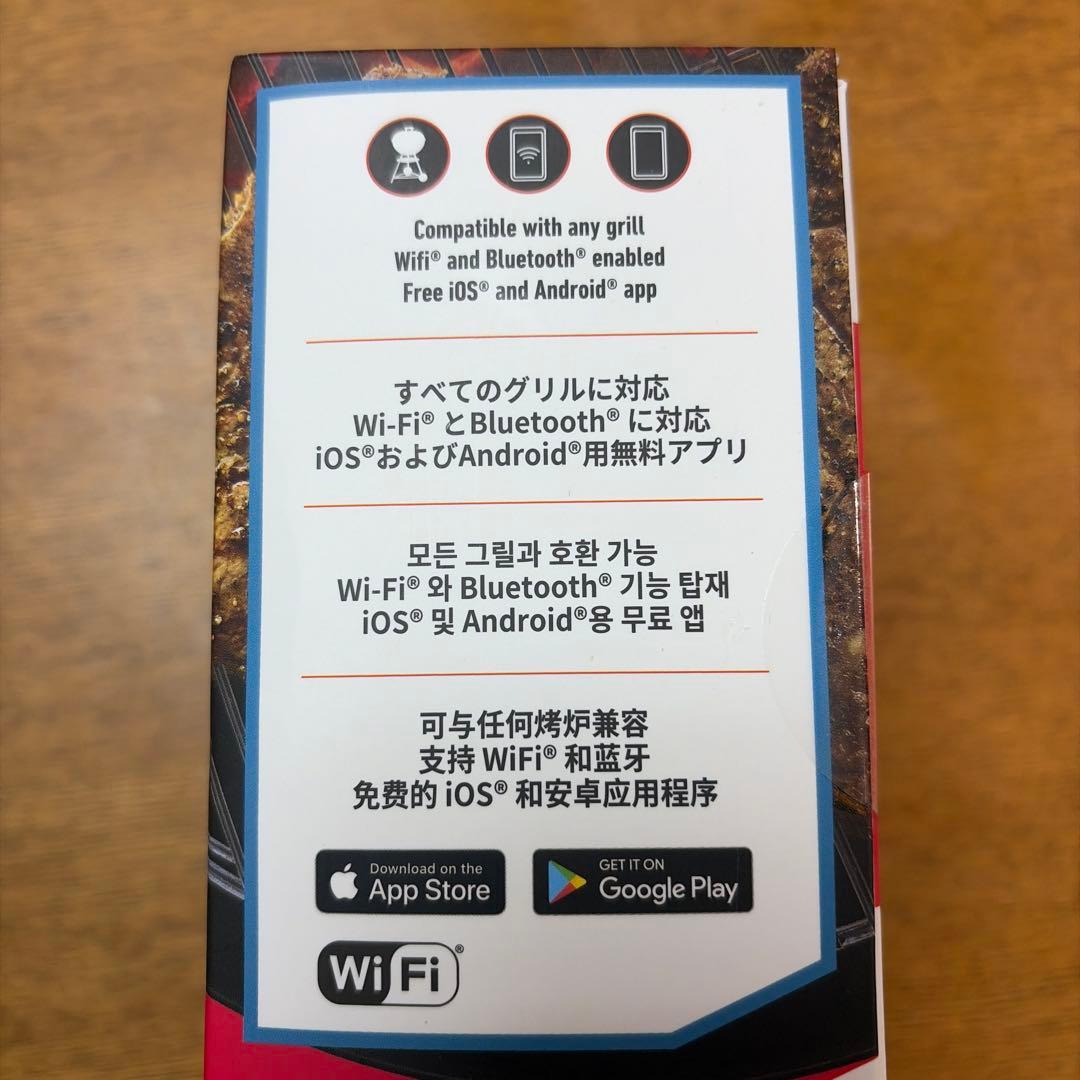 Compatible with any grill
Wifi® and Bluetooth® enabled
Free iOS® and Android® app
すべてのグリルに対応
Wi-Fi® とBluetooth® に対応
iOS®およびAndroid®用無料アプリ
모든 그릴과 호환 가능
Wi-Fi® 와 Bluetooth® 기능 탑재
iOS® 및 Android®용 무료 앱
可与任何烤炉兼容
支持 WiFi® 和蓝牙
免费的 iOS® 和安卓应用程序
Download on the
App Store
GET IT ON
Google Play
Wi Fi®